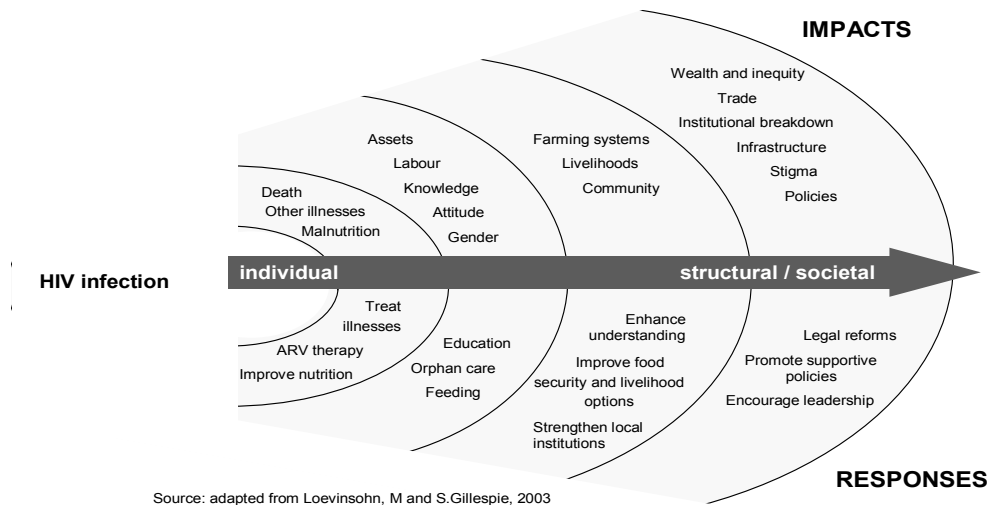 IMPACTS
Wealth and inequity
Trade
Institutional breakdown
Infrastructure
Stigma
Policies
Farming systems
Livelihoods
Community
Assets
Labour
Knowledge
Attitude
Gender
Death
Other illnesses
Malnutrition
HIV infection
individual
structural / societal
Treat
illnesses
ARV therapy
Improve nutrition
Education
Orphan care
Feeding
Enhance
understanding
Improve food
security and livelihood
options
Strengthen local
institutions
Legal reforms
Promote supportive
policies
Encourage leadership
RESPONSES
Source: adapted from Loevinsohn, M and S.Gillespie, 2003